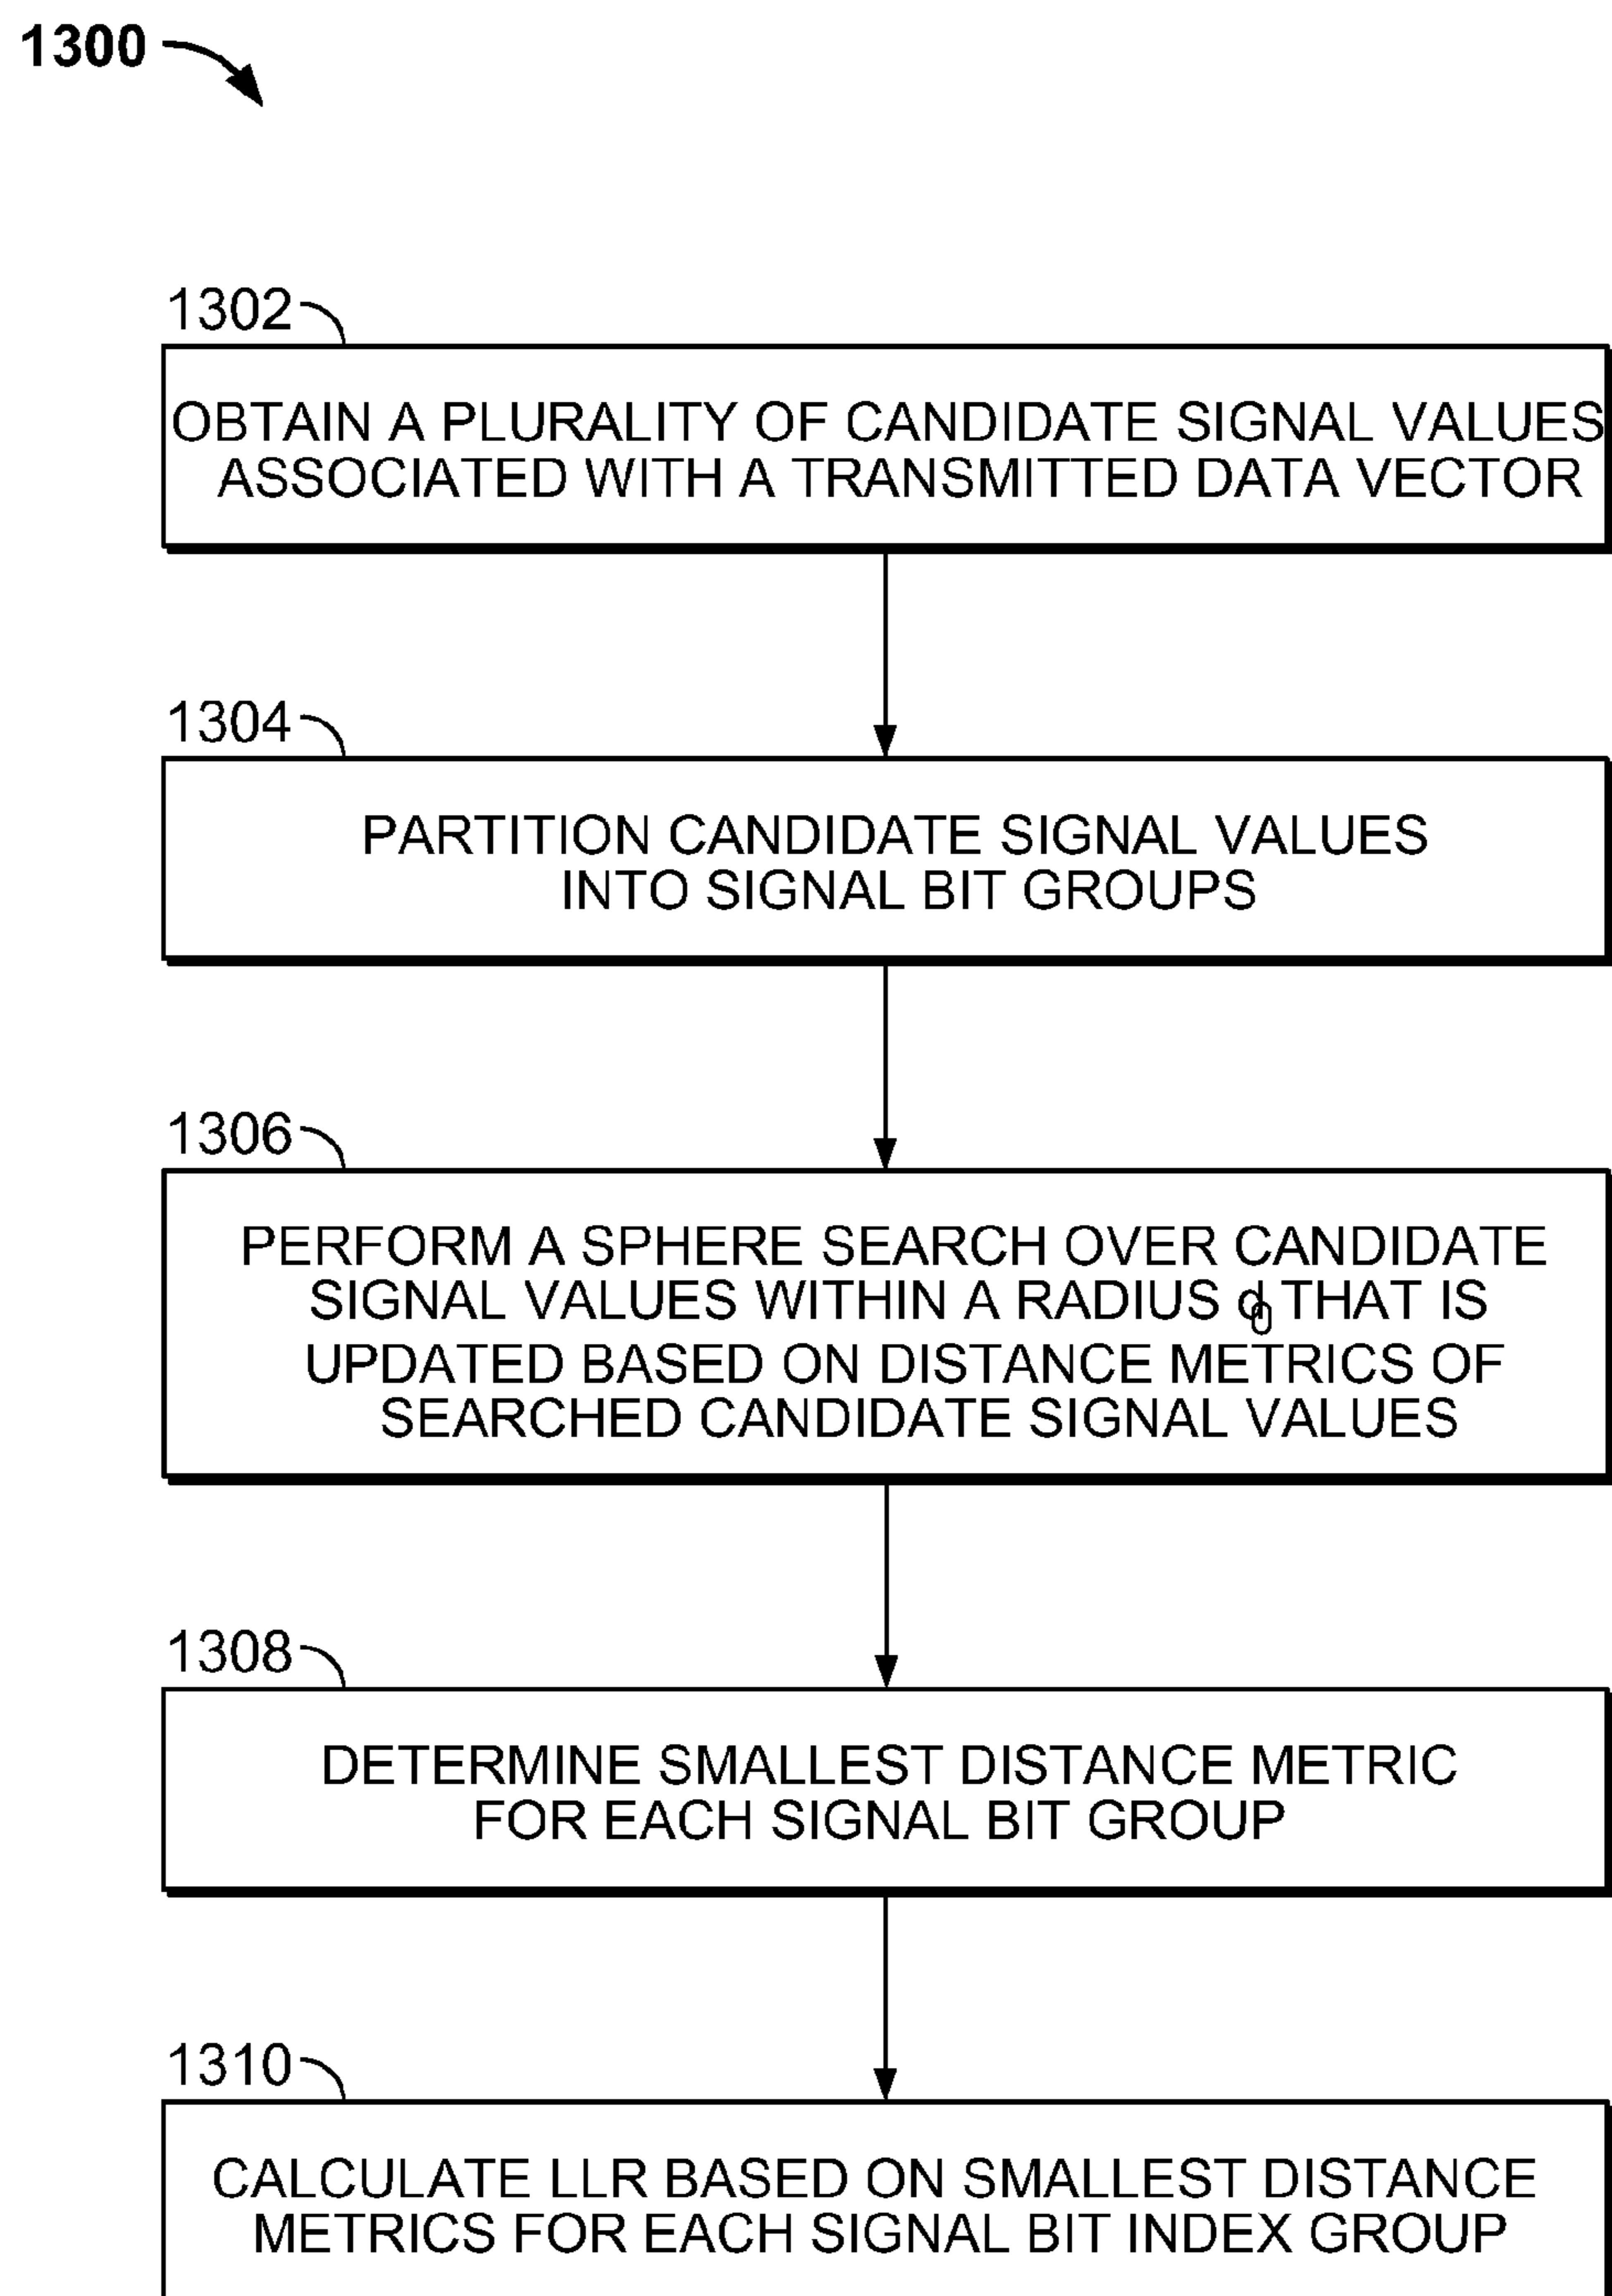 1300
1302
OBTAIN A PLURALITY OF CANDIDATE SIGNAL VALUES
ASSOCIATED WITH A TRANSMITTED DATA VECTOR
1304
PARTITION CANDIDATE SIGNAL VALUES
INTO SIGNAL BIT GROUPS
1306
PERFORM A SPHERE SEARCH OVER CANDIDATE
SIGNAL VALUES WITHIN A RADIUS d0 THAT IS
UPDATED BASED ON DISTANCE METRICS OF
SEARCHED CANDIDATE SIGNAL VALUES
1308
DETERMINE SMALLEST DISTANCE METRIC
FOR EACH SIGNAL BIT GROUP
1310
CALCULATE LLR BASED ON SMALLEST DISTANCE
METRICS FOR EACH SIGNAL BIT INDEX GROUP